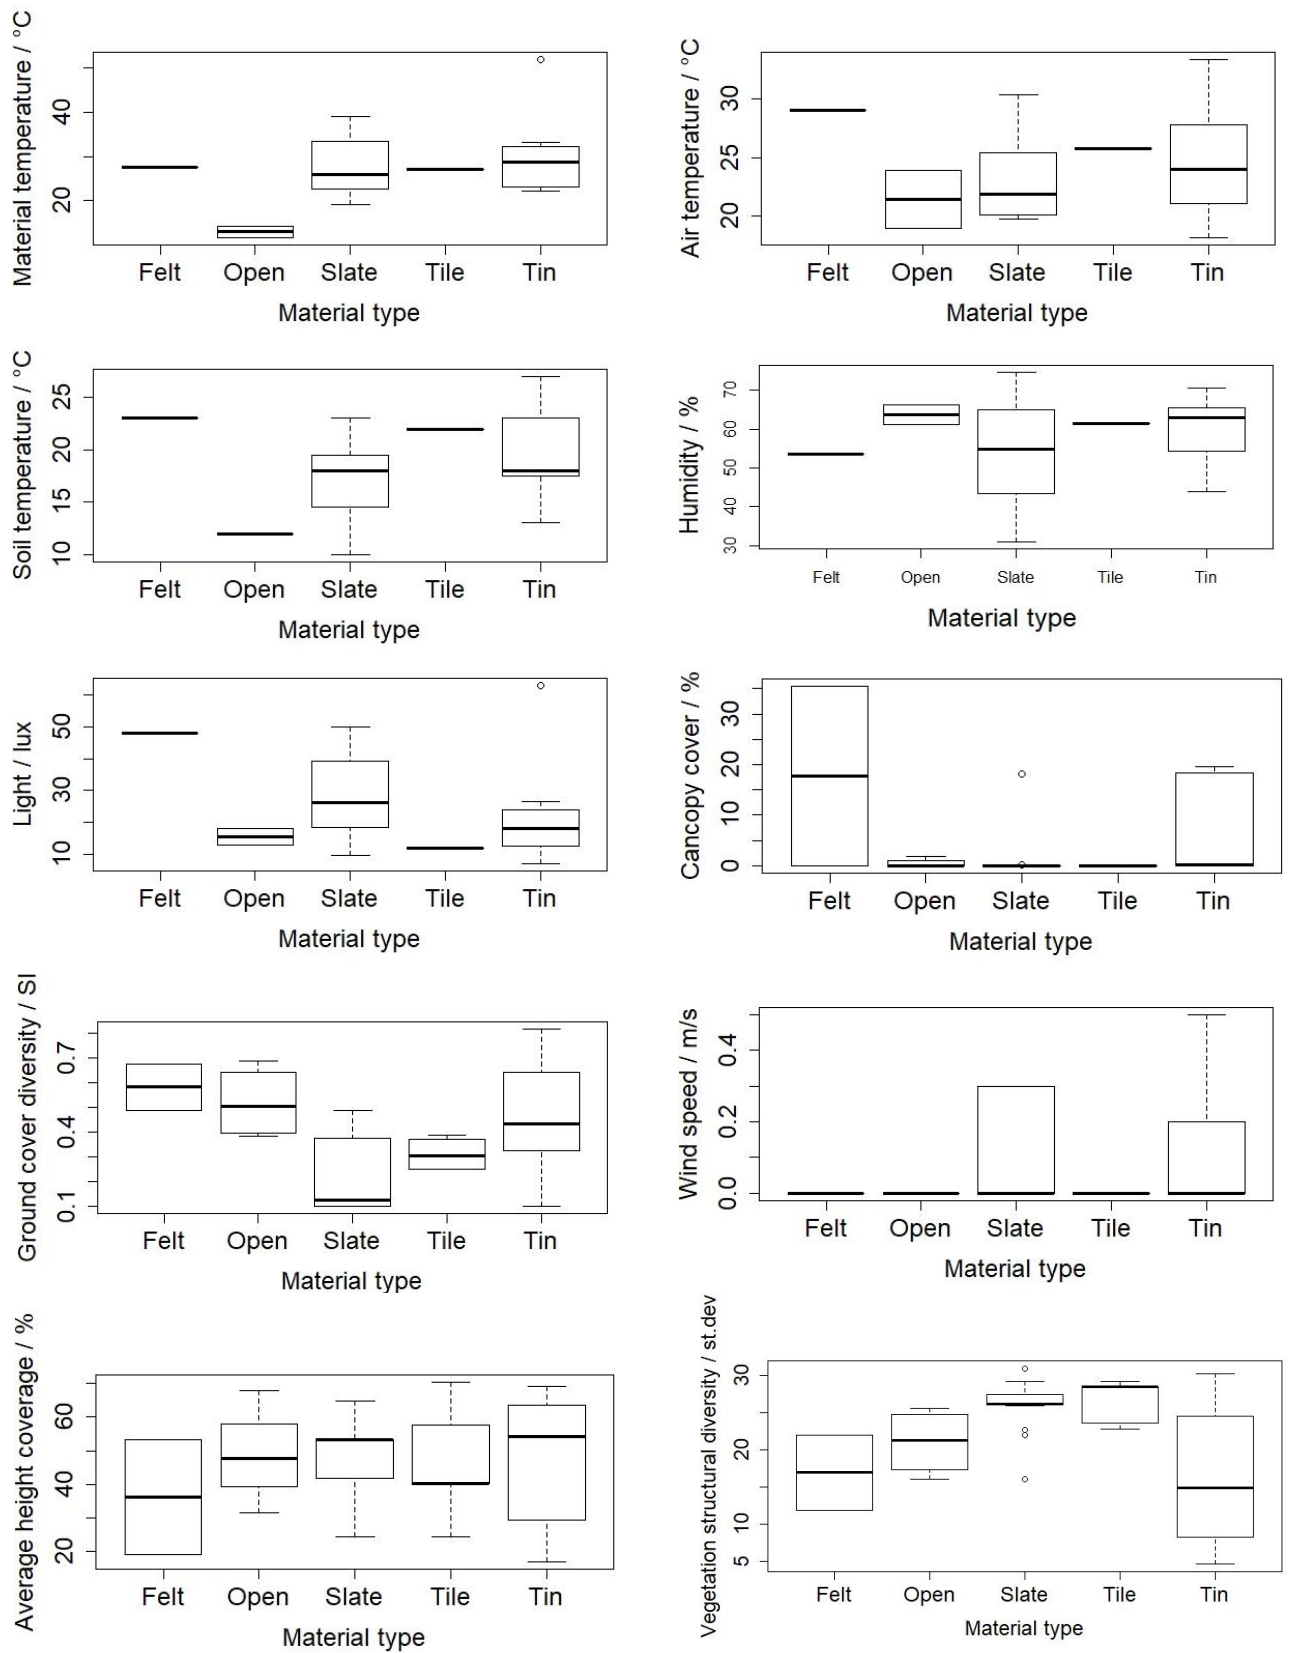 Material temperature / °C
40
20
Felt Open Slate Tile Tin
Material type
Air temperature / °C
30
25
20
Felt Open Slate Tile Tin
Material type
Soil temperature / °C
25
20
15
10
Felt Open Slate Tile Tin
Material type
Humidity / %
70
60
50
40
30
Felt Open Slate Tile Tin
Material type
Light / lux
50
30
10
Felt Open Slate Tile Tin
Material type
Cancopy cover / %
30
20
10
0
Felt Open Slate Tile Tin
Material type
Ground cover diversity / SI
0.7
0.4
0.1
Felt Open Slate Tile Tin
Material type
Wind speed / m/s
0.4
0.2
0.0
Felt Open Slate Tile Tin
Material type
Average height coverage / %
60
40
20
Felt Open Slate Tile Tin
Material type
Vegetation structural diversity / st.dev
30
20
10
5
Felt Open Slate Tile Tin
Material type